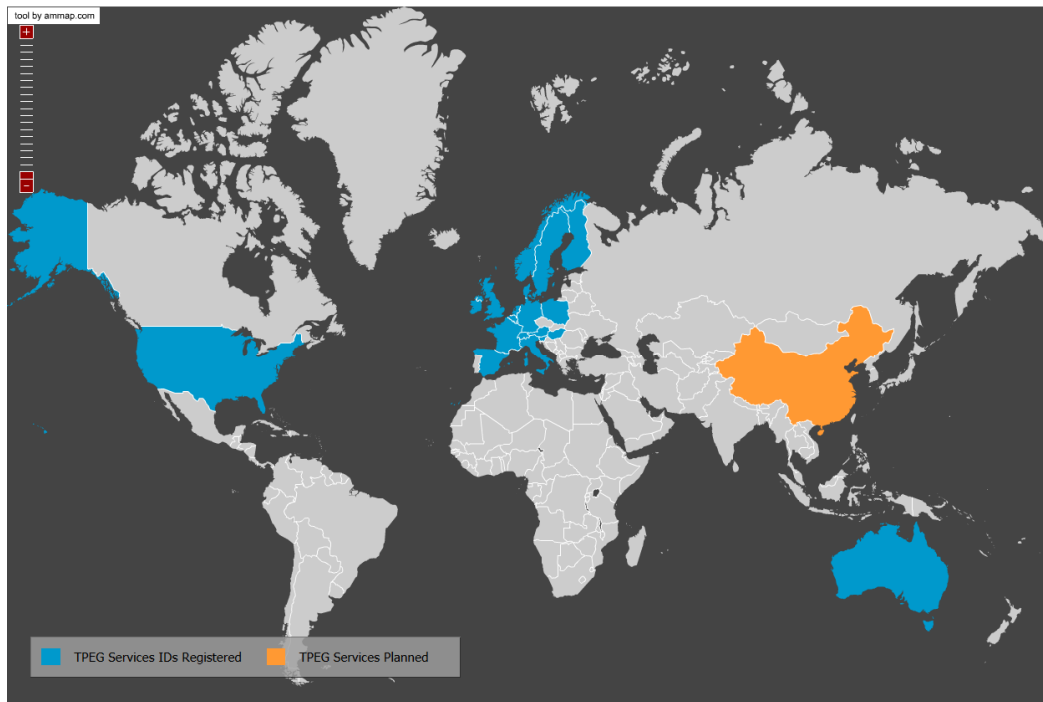 tool by ammap.com
+
−
TPEG Services IDs Registered
TPEG Services Planned